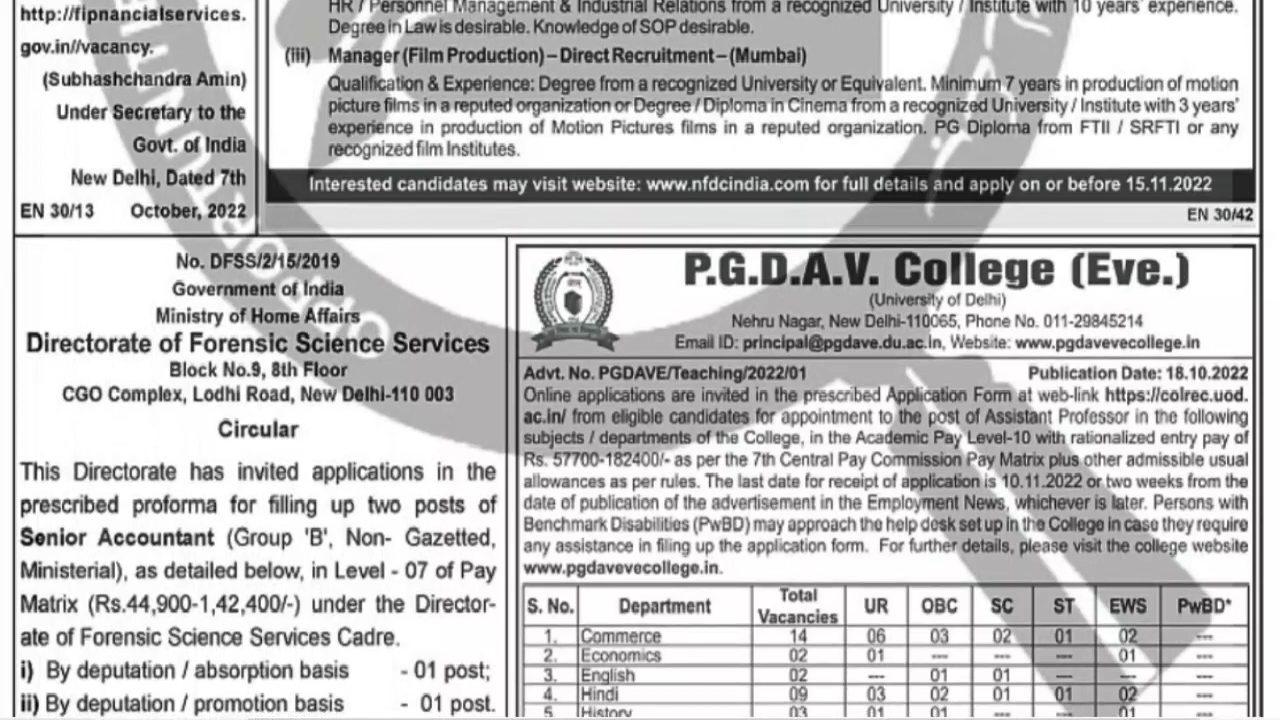 http://fipnancialservices.
gov.in//vacancy.
(Subhashchandra Amin)
Under Secretary to the
Govt. of India
New Delhi, Dated 7th
EN 30/13 October, 2022
HR / Personnel Management & Industrial Relations from a recognized University / Institute with 10 years' experience.
Degree in Law is desirable. Knowledge of SOP desirable.
(iii) Manager (Film Production) – Direct Recruitment – (Mumbai)
Qualification & Experience: Degree from a recognized University or Equivalent. Minimum 7 years in production of motion
picture films in a reputed organization or Degree / Diploma in Cinema from a recognized University / Institute with 3 years'
experience in production of Motion Pictures films in a reputed organization. PG Diploma from FTII / SRFTI or any
recognized film Institutes.
Interested candidates may visit website: www.nfdcindia.com for full details and apply on or before 15.11.2022
EN 30/42
No. DFSS/2/15/2019
Government of India
Ministry of Home Affairs
Directorate of Forensic Science Services
Block No.9, 8th Floor
CGO Complex, Lodhi Road, New Delhi-110 003
Circular
This Directorate has invited applications in the
prescribed proforma for filling up two posts of
Senior Accountant (Group 'B', Non- Gazetted,
Ministerial), as detailed below, in Level - 07 of Pay
Matrix (Rs.44,900-1,42,400/-) under the Director-
ate of Forensic Science Services Cadre.
i) By deputation / absorption basis - 01 post;
ii) By deputation / promotion basis - 01 post.
P.G.D.A.V. College (Eve.)
(University of Delhi)
Nehru Nagar, New Delhi-110065, Phone No. 011-29845214
Email ID: principal@pgdave.du.ac.in, Website: www.pgdavevecollege.in
Advt. No. PGDAVE/Teaching/2022/01 Publication Date: 18.10.2022
Online applications are invited in the prescribed Application Form at web-link https://colrec.uod.
ac.in/ from eligible candidates for appointment to the post of Assistant Professor in the following
subjects / departments of the College, in the Academic Pay Level-10 with rationalized entry pay of
Rs. 57700-182400/- as per the 7th Central Pay Commission Pay Matrix plus other admissible usual
allowances as per rules. The last date for receipt of application is 10.11.2022 or two weeks from the
date of publication of the advertisement in the Employment News, whichever is later. Persons with
Benchmark Disabilities (PwBD) may approach the help desk set up in the College in case they require
any assistance in filing up the application form. For further details, please visit the college website
www.pgdavevecollege.in.
S. No. Department Total Vacancies UR OBC SC ST EWS PwBD*
1. Commerce 14 06 03 02 01 02 ---
2. Economics 02 01 --- --- --- 01 ---
3. English 02 --- 01 01 --- --- ---
4. Hindi 09 03 02 01 01 02 ---
5. History 03 01 01 --- --- 01 ---